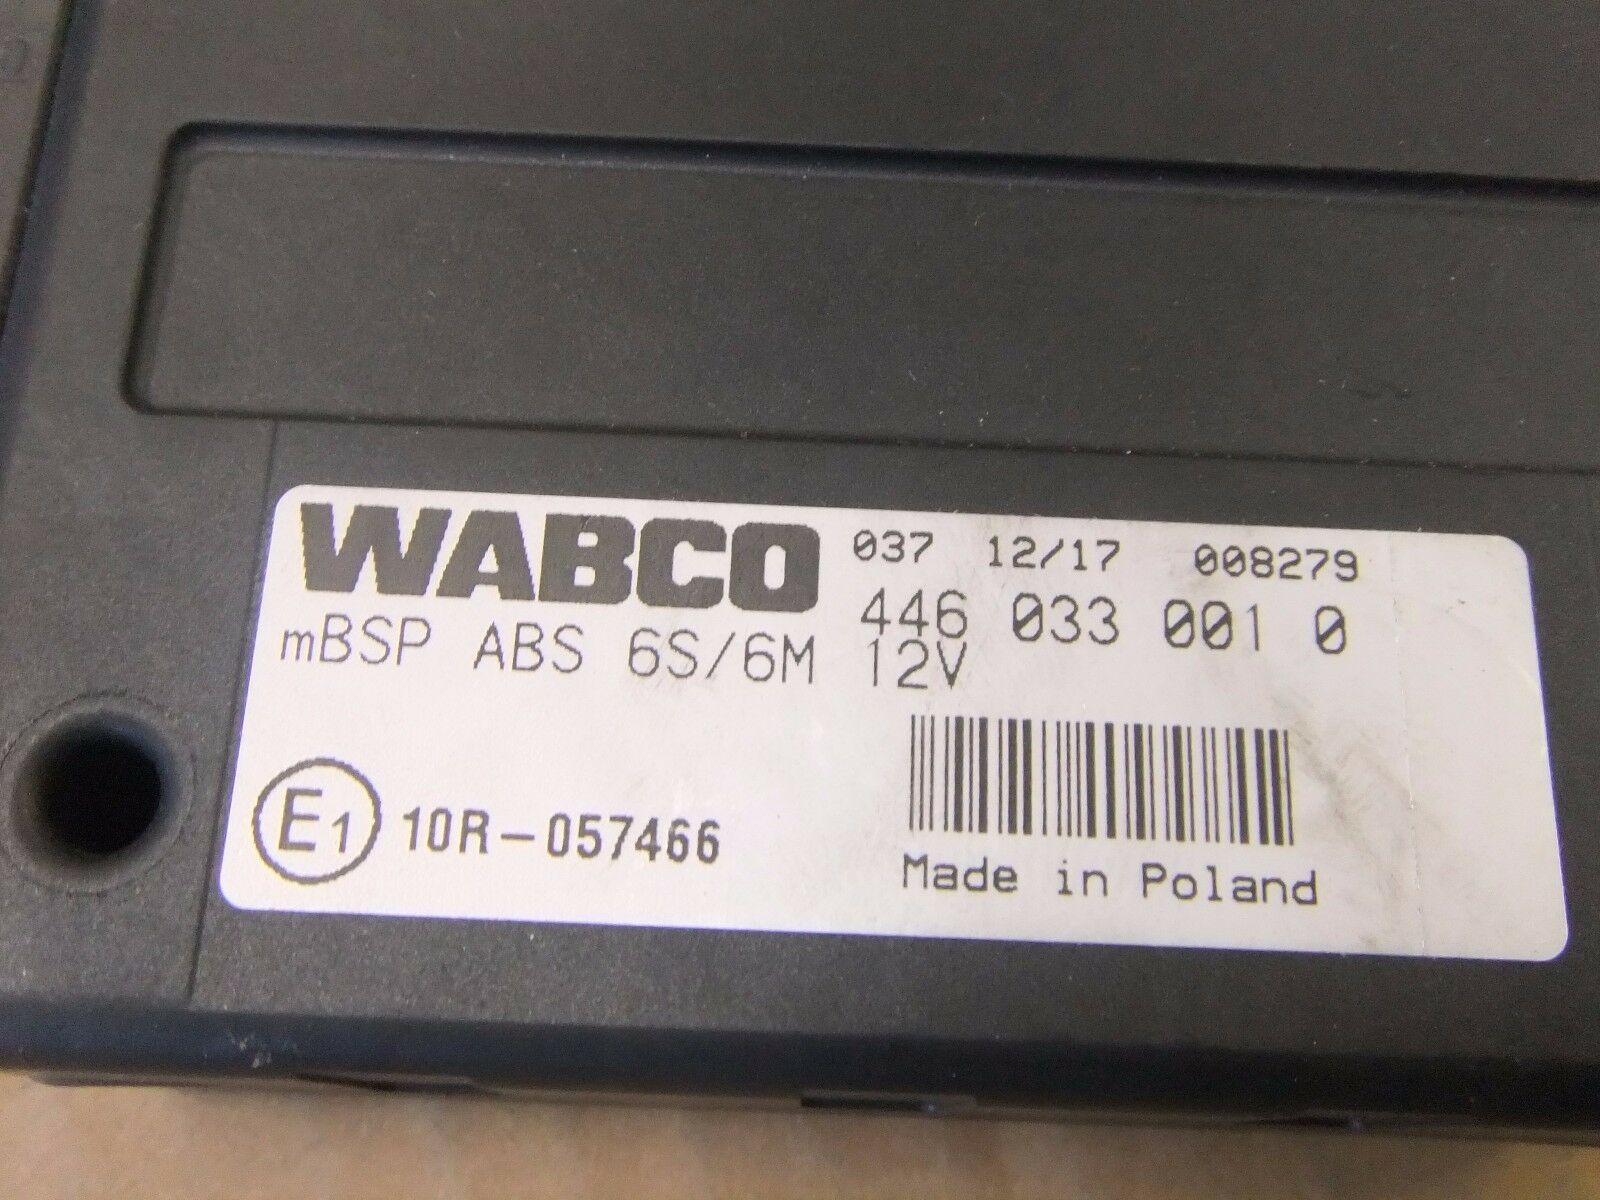 WABCO 037 12/17 008279
446 033 001 0
mBSP ABS 6S/6M 12V
E1 10R-057466
Made in Poland